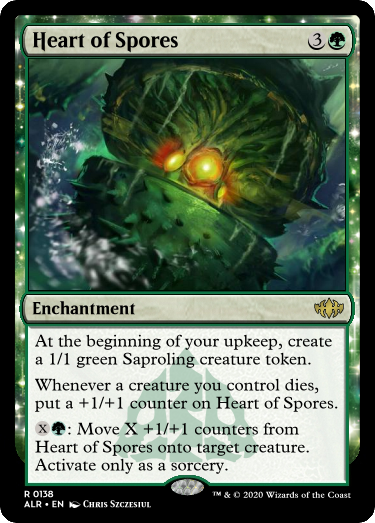 Heart of Spores 3
Enchantment
At the beginning of your upkeep, create
a 1/1 green Saproling creature token.
Whenever a creature you control dies,
put a +1/+1 counter on Heart of Spores.
X: Move X +1/+1 counters from
Heart of Spores onto target creature.
Activate only as a sorcery.
R 0138
ALR • EN Chris Szczesiul
™ & © 2020 Wizards of the Coast